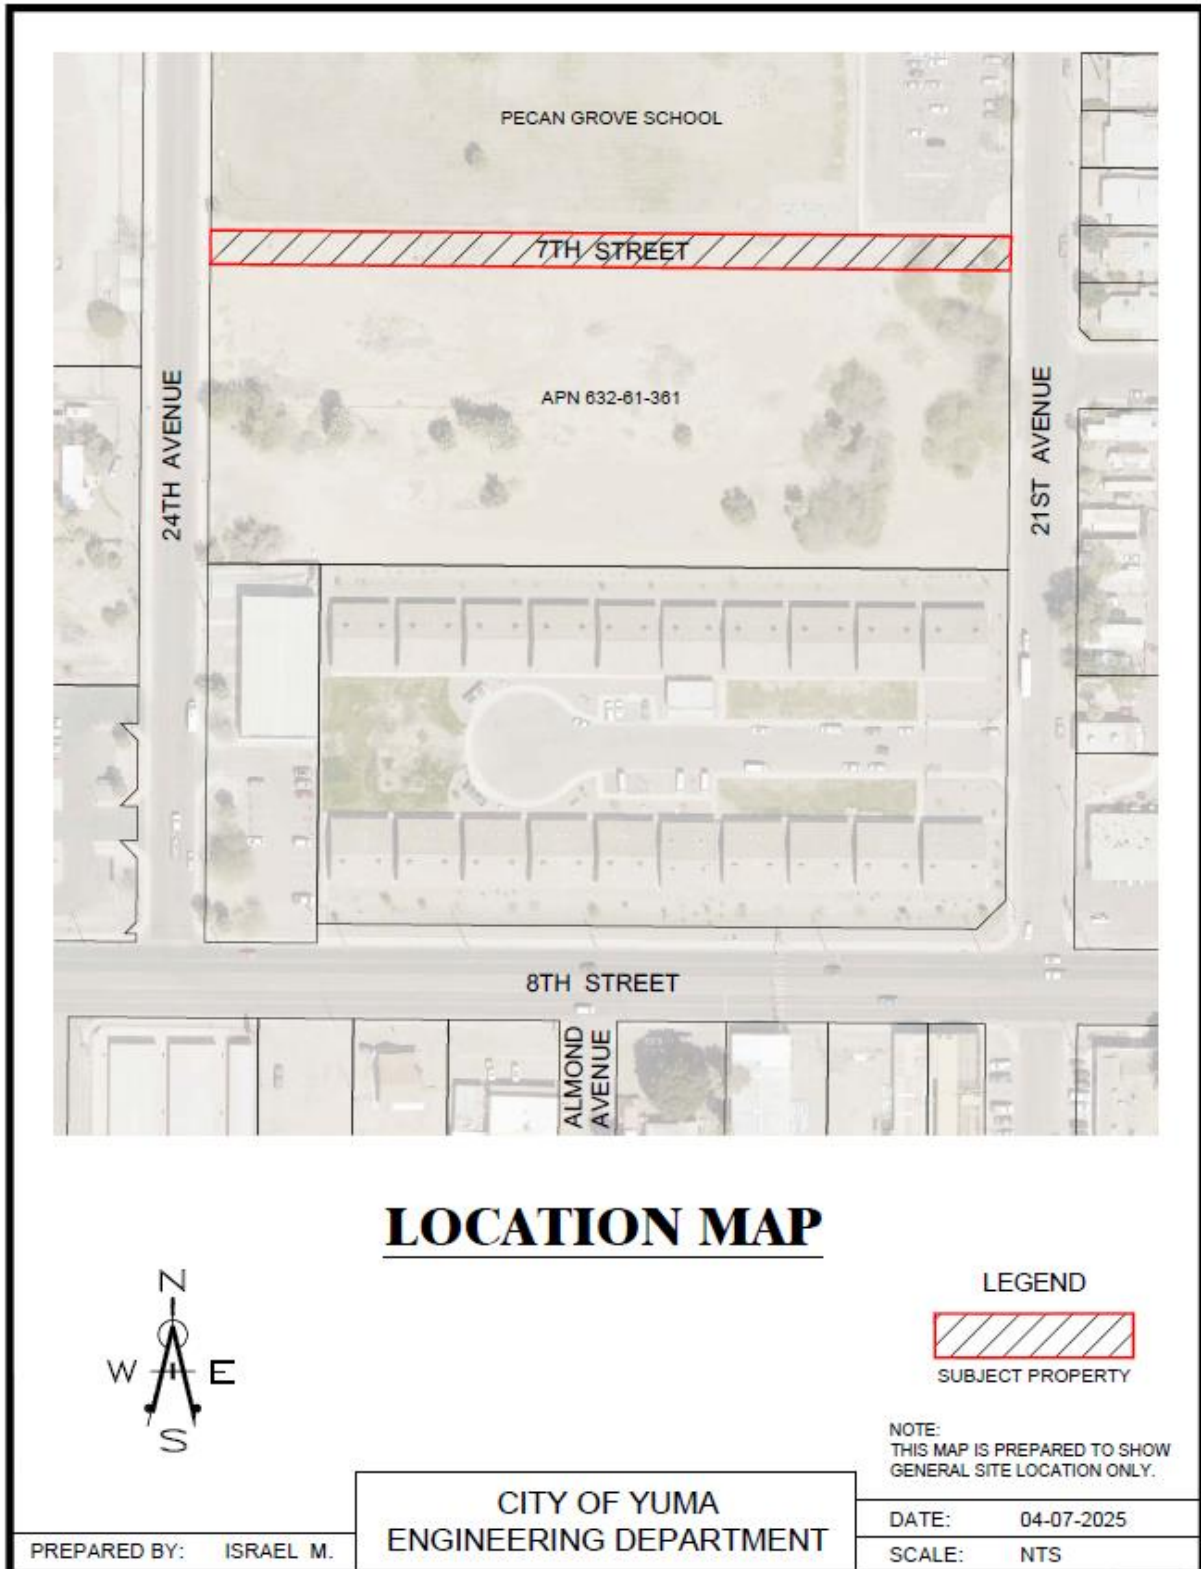 PECAN GROVE SCHOOL
7TH STREET
APN 632-61-361
24TH AVENUE
21ST AVENUE
8TH STREET
ALMOND
AVENUE
LOCATION MAP
N
W E
S
LEGEND
SUBJECT PROPERTY
NOTE:
THIS MAP IS PREPARED TO SHOW
GENERAL SITE LOCATION ONLY.
CITY OF YUMA
ENGINEERING DEPARTMENT
DATE: 04-07-2025
SCALE: NTS
PREPARED BY: ISRAEL M.